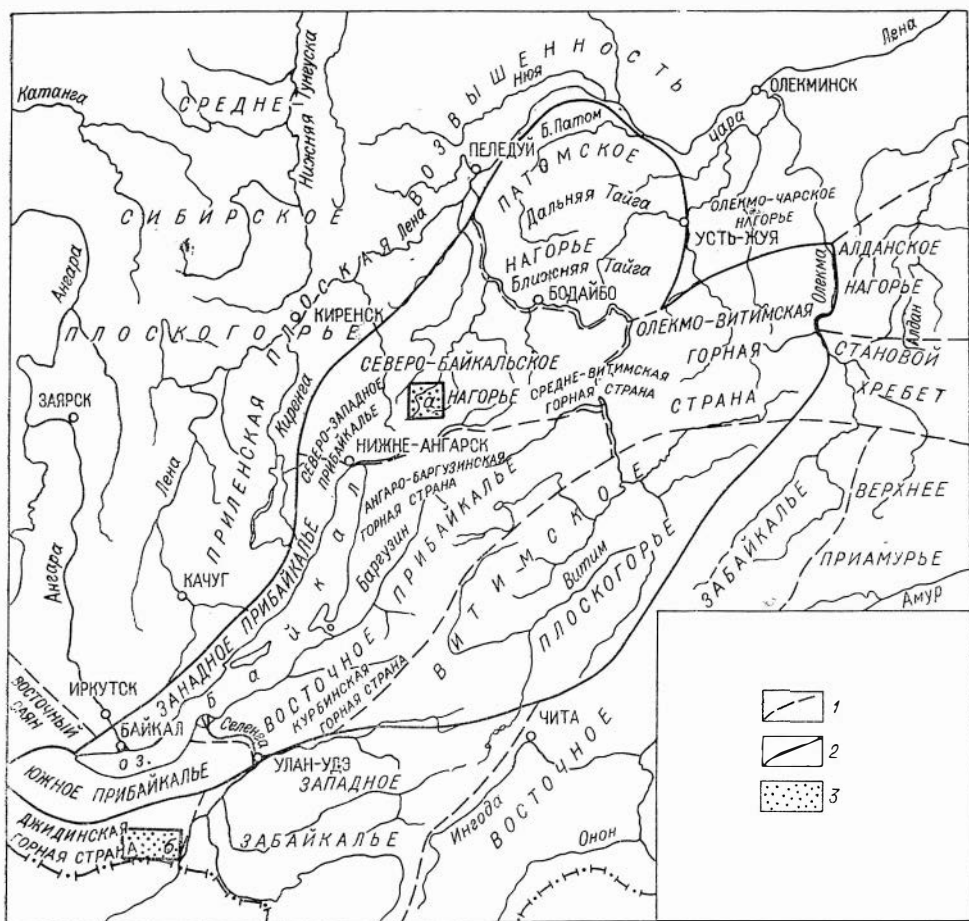 Лена
Нижняя Тунгуска
Катанга
СРЕДНЕ-
СИБИРСКОЕ
ПЛОСКОГОРЬЕ
ВОЗВЫШЕННОСТЬ
Нюя
ОЛЕКМИНСК
Чара
Б. Патом
ПЕЛЕДУЙ
ПАТОМСКОЕ
НАГОРЬЕ
Дальняя Тайга
ОЛЕКМО-ЧАРСКОЕ
НАГОРЬЕ
УСТЬ-ЖУЯ
Ближняя Тайга
БОДАЙБО
Лена
ПЛОСКАЯ
КИРЕНСК
Ангара
АЛДАНСКОЕ
НАГОРЬЕ
Олекма
Алдан
ОЛЕКМО-ВИТИМСКАЯ
ГОРНАЯ
СТРАНА
СТАНОВОЙ
ХРЕБЕТ
СЕВЕРО-БАЙКАЛЬСКОЕ
НАГОРЬЕ
а
СРЕДНЕ-ВИТИМСКАЯ
ГОРНАЯ СТРАНА
ЗАЯРСК
Киренга
СЕВЕРО-ЗАПАДНОЕ
ПРИБАЙКАЛЬЕ
НИЖНЕ-АНГАРСК
АНГАРО-БАРГУЗИНСКАЯ
ГОРНАЯ СТРАНА
Лена
ПРИЛЕНСКАЯ
Баргузин
ВЕРХНЕЕ
ПРИАМУРЬЕ
Амур
ЗАБАЙКАЛЬЕ
КАЧУГ
Ангара
ЗАПАДНОЕ ПРИБАЙКАЛЬЕ
ВИТИМСКОЕ
ПЛОСКОГОРЬЕ
Витим
ВОСТОЧНОЕ
ПРИБАЙКАЛЬЕ
КУРБИНСКАЯ
ГОРНАЯ СТРАНА
ВОСТОЧНЫЙ
САЯН
ИРКУТСК
БАЙКАЛ
оз.
Байкал
Селенга
УЛАН-УДЭ
ЧИТА
ЮЖНОЕ ПРИБАЙКАЛЬЕ
ЗАПАДНОЕ
ЗАБАЙКАЛЬЕ
Ингода
ВОСТОЧНОЕ
Онон
ДЖИДИНСКАЯ
ГОРНАЯ СТРАНА
б
1
2
3